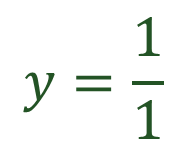 y = 1/1